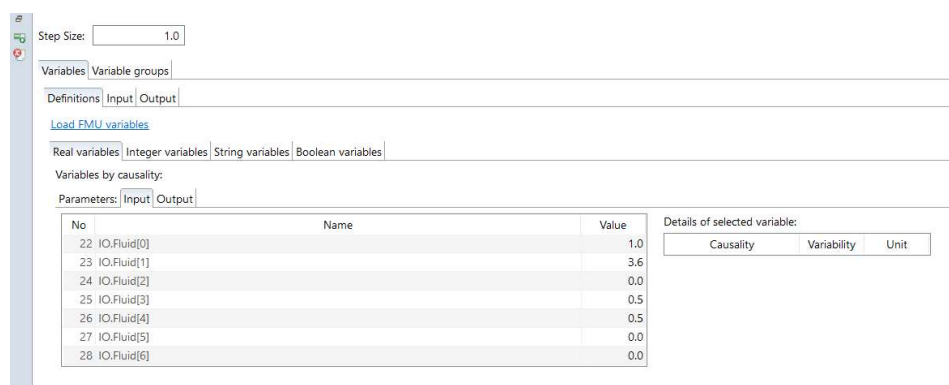 Step Size: 1.0
Variables Variable groups
Definitions Input Output
Load FMU variables
Real variables Integer variables String variables Boolean variables
Variables by causality:
Parameters: Input Output
No Name Value
22 IO.Fluid[0] 1.0
23 IO.Fluid[1] 3.6
24 IO.Fluid[2] 0.0
25 IO.Fluid[3] 0.5
26 IO.Fluid[4] 0.5
27 IO.Fluid[5] 0.0
28 IO.Fluid[6] 0.0
Details of selected variable:
Causality Variability Unit